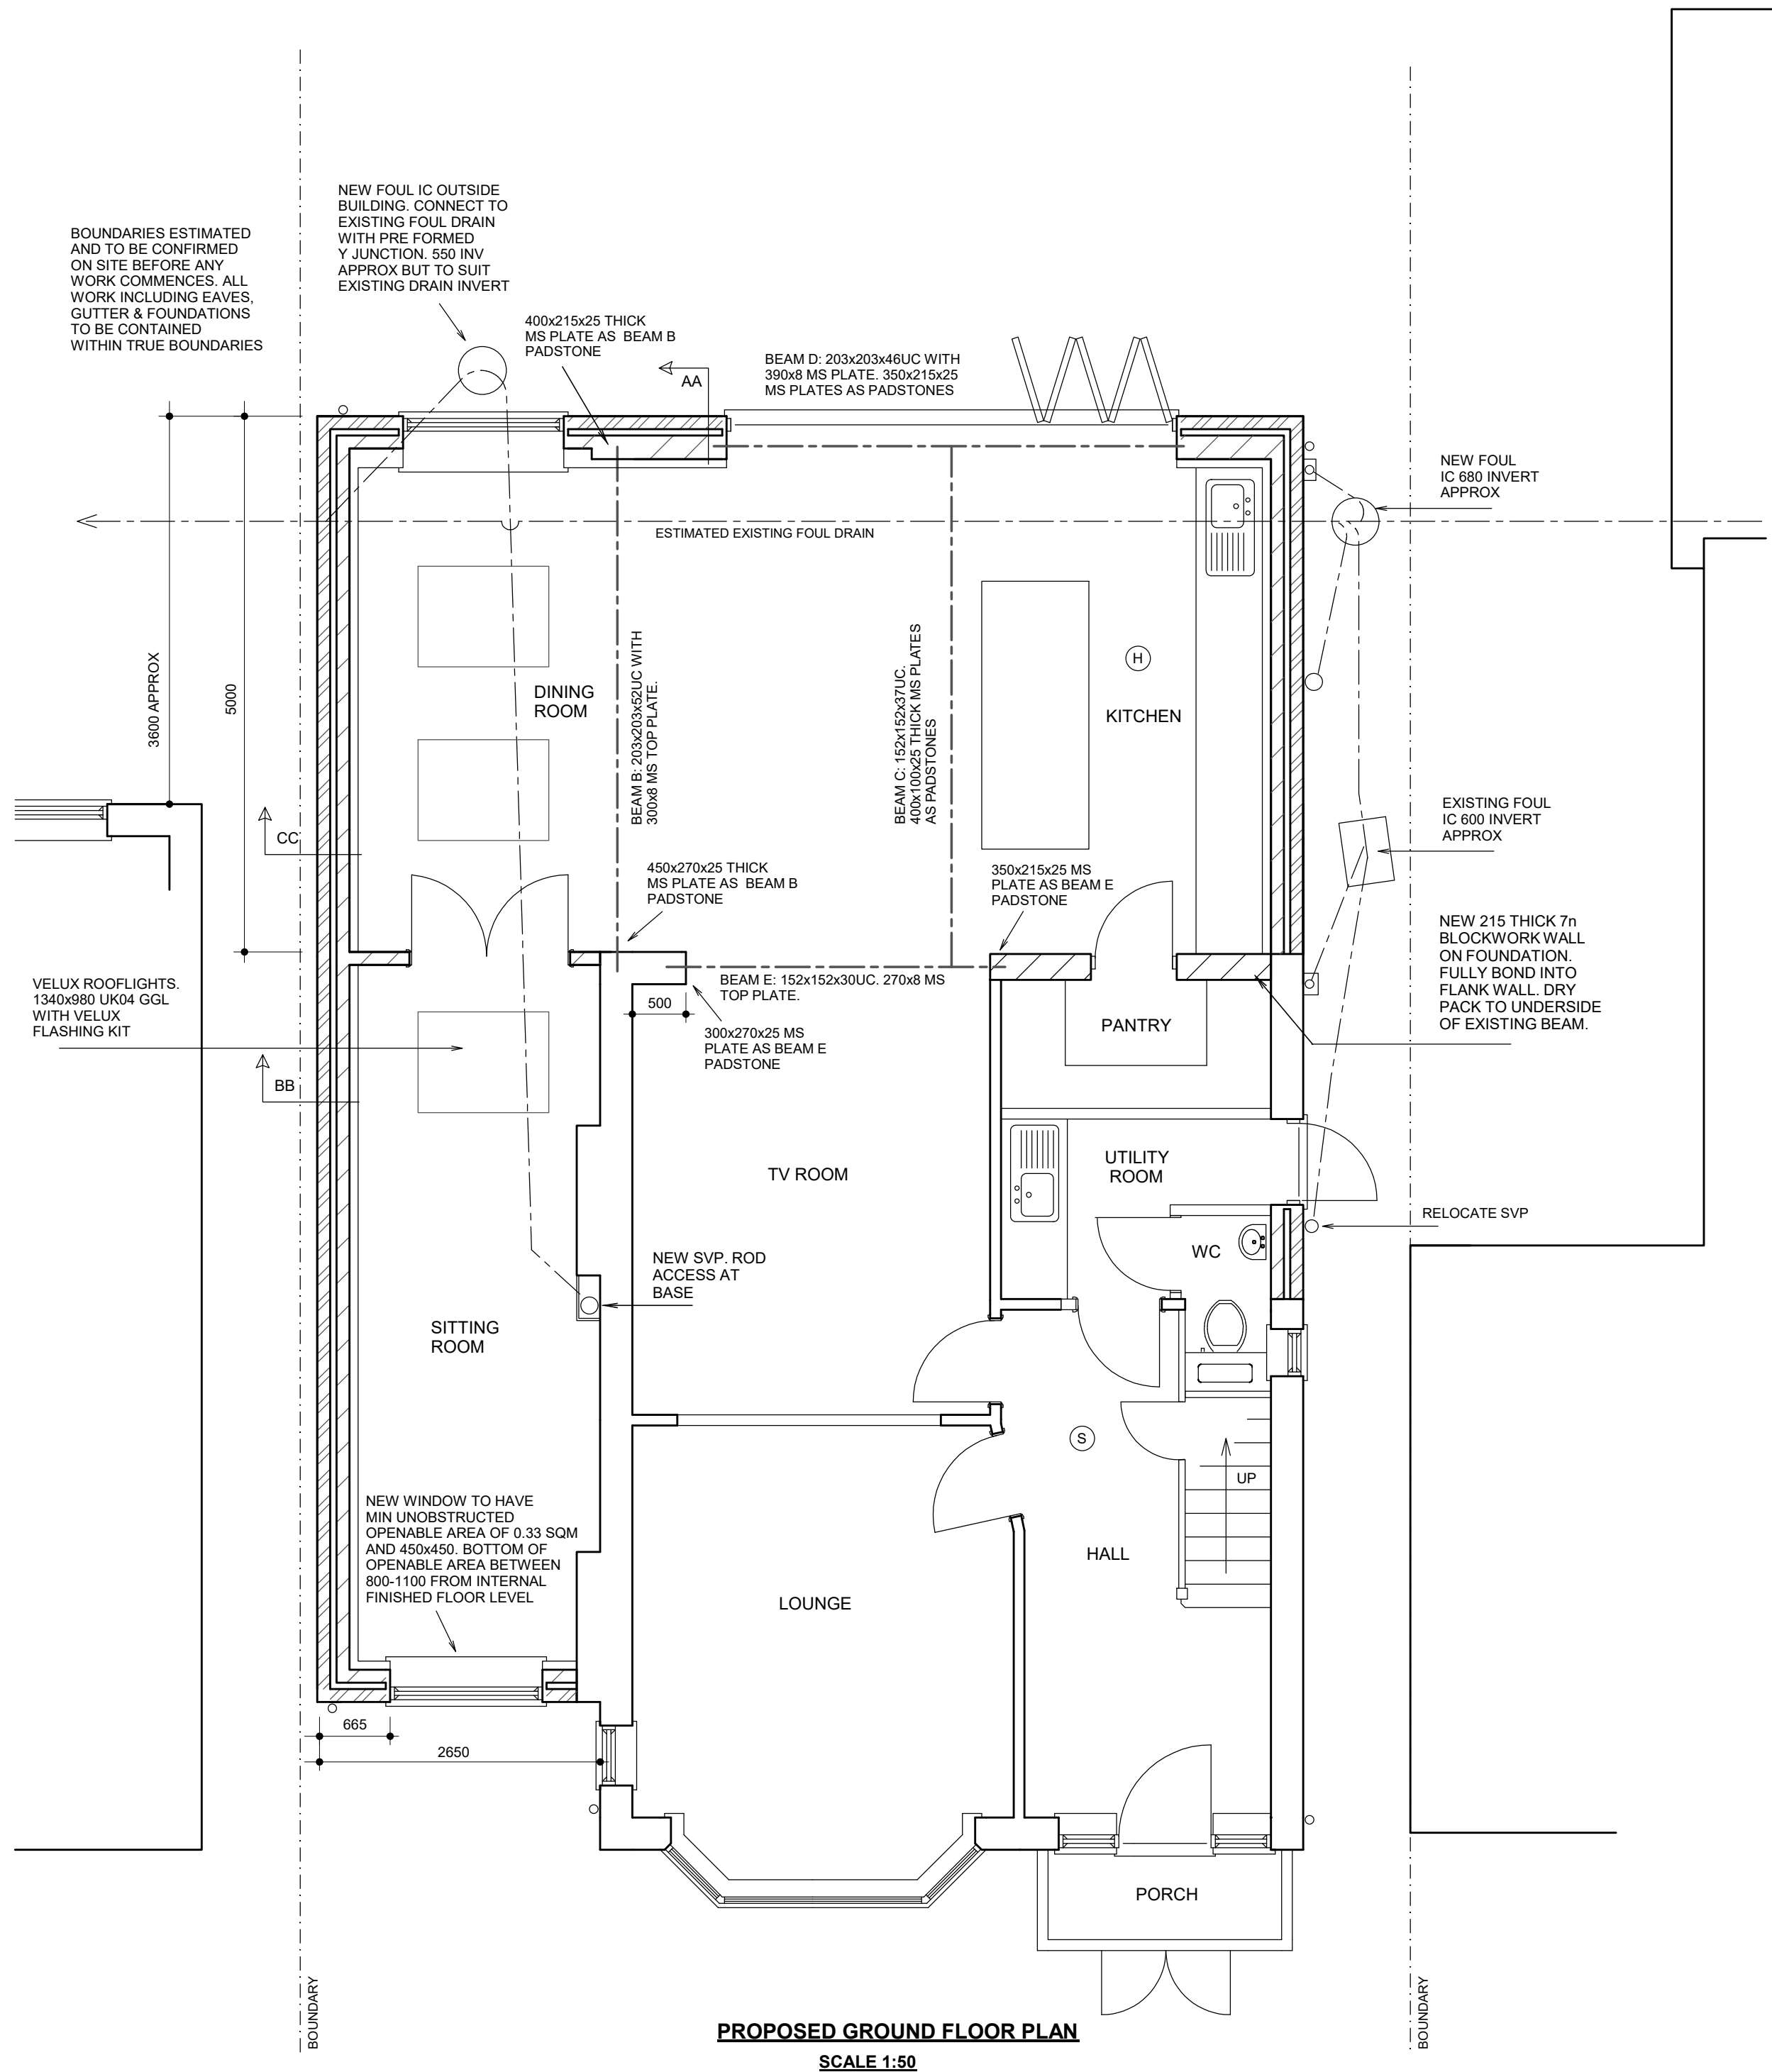 NEW FOUL IC OUTSIDE
BUILDING. CONNECT TO
EXISTING FOUL DRAIN
WITH PRE FORMED
Y JUNCTION. 550 INV
APPROX BUT TO SUIT
EXISTING DRAIN INVERT
BOUNDARIES ESTIMATED
AND TO BE CONFIRMED
ON SITE BEFORE ANY
WORK COMMENCES. ALL
WORK INCLUDING EAVES,
GUTTER & FOUNDATIONS
TO BE CONTAINED
WITHIN TRUE BOUNDARIES
400x215x25 THICK
MS PLATE AS BEAM B
PADSTONE
AA
BEAM D: 203x203x46UC WITH
390x8 MS PLATE. 350x215x25
MS PLATES AS PADSTONES
NEW FOUL
IC 680 INVERT
APPROX
ESTIMATED EXISTING FOUL DRAIN
3600 APPROX
5000
DINING
ROOM
BEAM B: 203x203x52UC WITH
300x8 MS TOP PLATE.
BEAM C: 152x152x37UC.
400x100x25 THICK MS PLATES
AS PADSTONES
H
KITCHEN
CC
EXISTING FOUL
IC 600 INVERT
APPROX
450x270x25 THICK
MS PLATE AS BEAM B
PADSTONE
350x215x25 MS
PLATE AS BEAM E
PADSTONE
NEW 215 THICK 7n
BLOCKWORK WALL
ON FOUNDATION.
FULLY BOND INTO
FLANK WALL. DRY
PACK TO UNDERSIDE
OF EXISTING BEAM.
VELUX ROOFLIGHTS.
1340x980 UK04 GGL
WITH VELUX
FLASHING KIT
BEAM E: 152x152x30UC. 270x8 MS
TOP PLATE.
500
300x270x25 MS
PLATE AS BEAM E
PADSTONE
PANTRY
BB
TV ROOM
UTILITY
ROOM
RELOCATE SVP
WC
NEW SVP. ROD
ACCESS AT
BASE
SITTING
ROOM
S
UP
NEW WINDOW TO HAVE
MIN UNOBSTRUCTED
OPENABLE AREA OF 0.33 SQM
AND 450x450. BOTTOM OF
OPENABLE AREA BETWEEN
800-1100 FROM INTERNAL
FINISHED FLOOR LEVEL
HALL
LOUNGE
665
2650
PORCH
BOUNDARY
BOUNDARY
PROPOSED GROUND FLOOR PLAN
SCALE 1:50